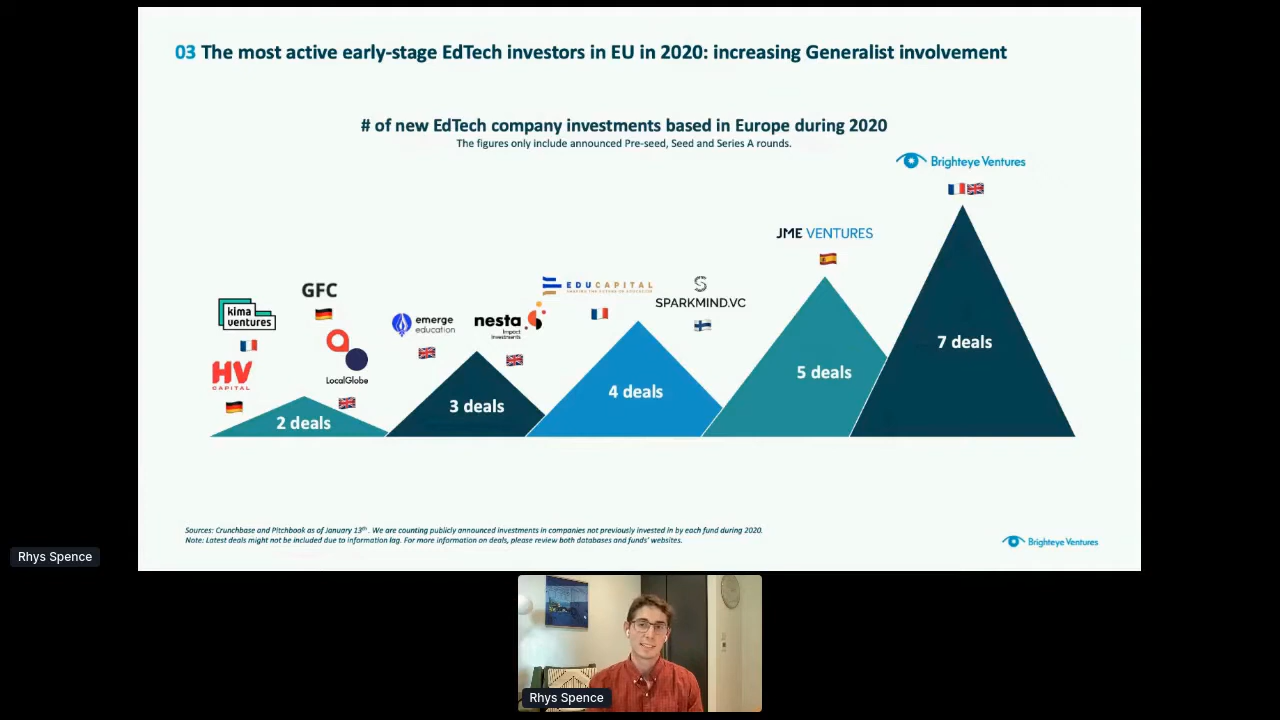 03 The most active early-stage EdTech investors in EU in 2020: increasing Generalist involvement
# of new EdTech company investments based in Europe during 2020
The figures only include announced Pre-seed, Seed and Series A rounds.
Brighteye Ventures
JME VENTURES
EDUCAPITAL
SPARKMIND.VC
GFC
kima
ventures
emerge
education
nesta
Impact
Investments
HV
CAPITAL
LocalGlobe
2 deals
3 deals
4 deals
5 deals
7 deals
Sources: Crunchbase and Pitchbook as of January 13th . We are counting publicly announced investments in companies not previously invested in by each fund during 2020.
Note: Latest deals might not be included due to information lag. For more information on deals, please review both databases and funds' websites.
Brighteye Ventures
Rhys Spence
Rhys Spence